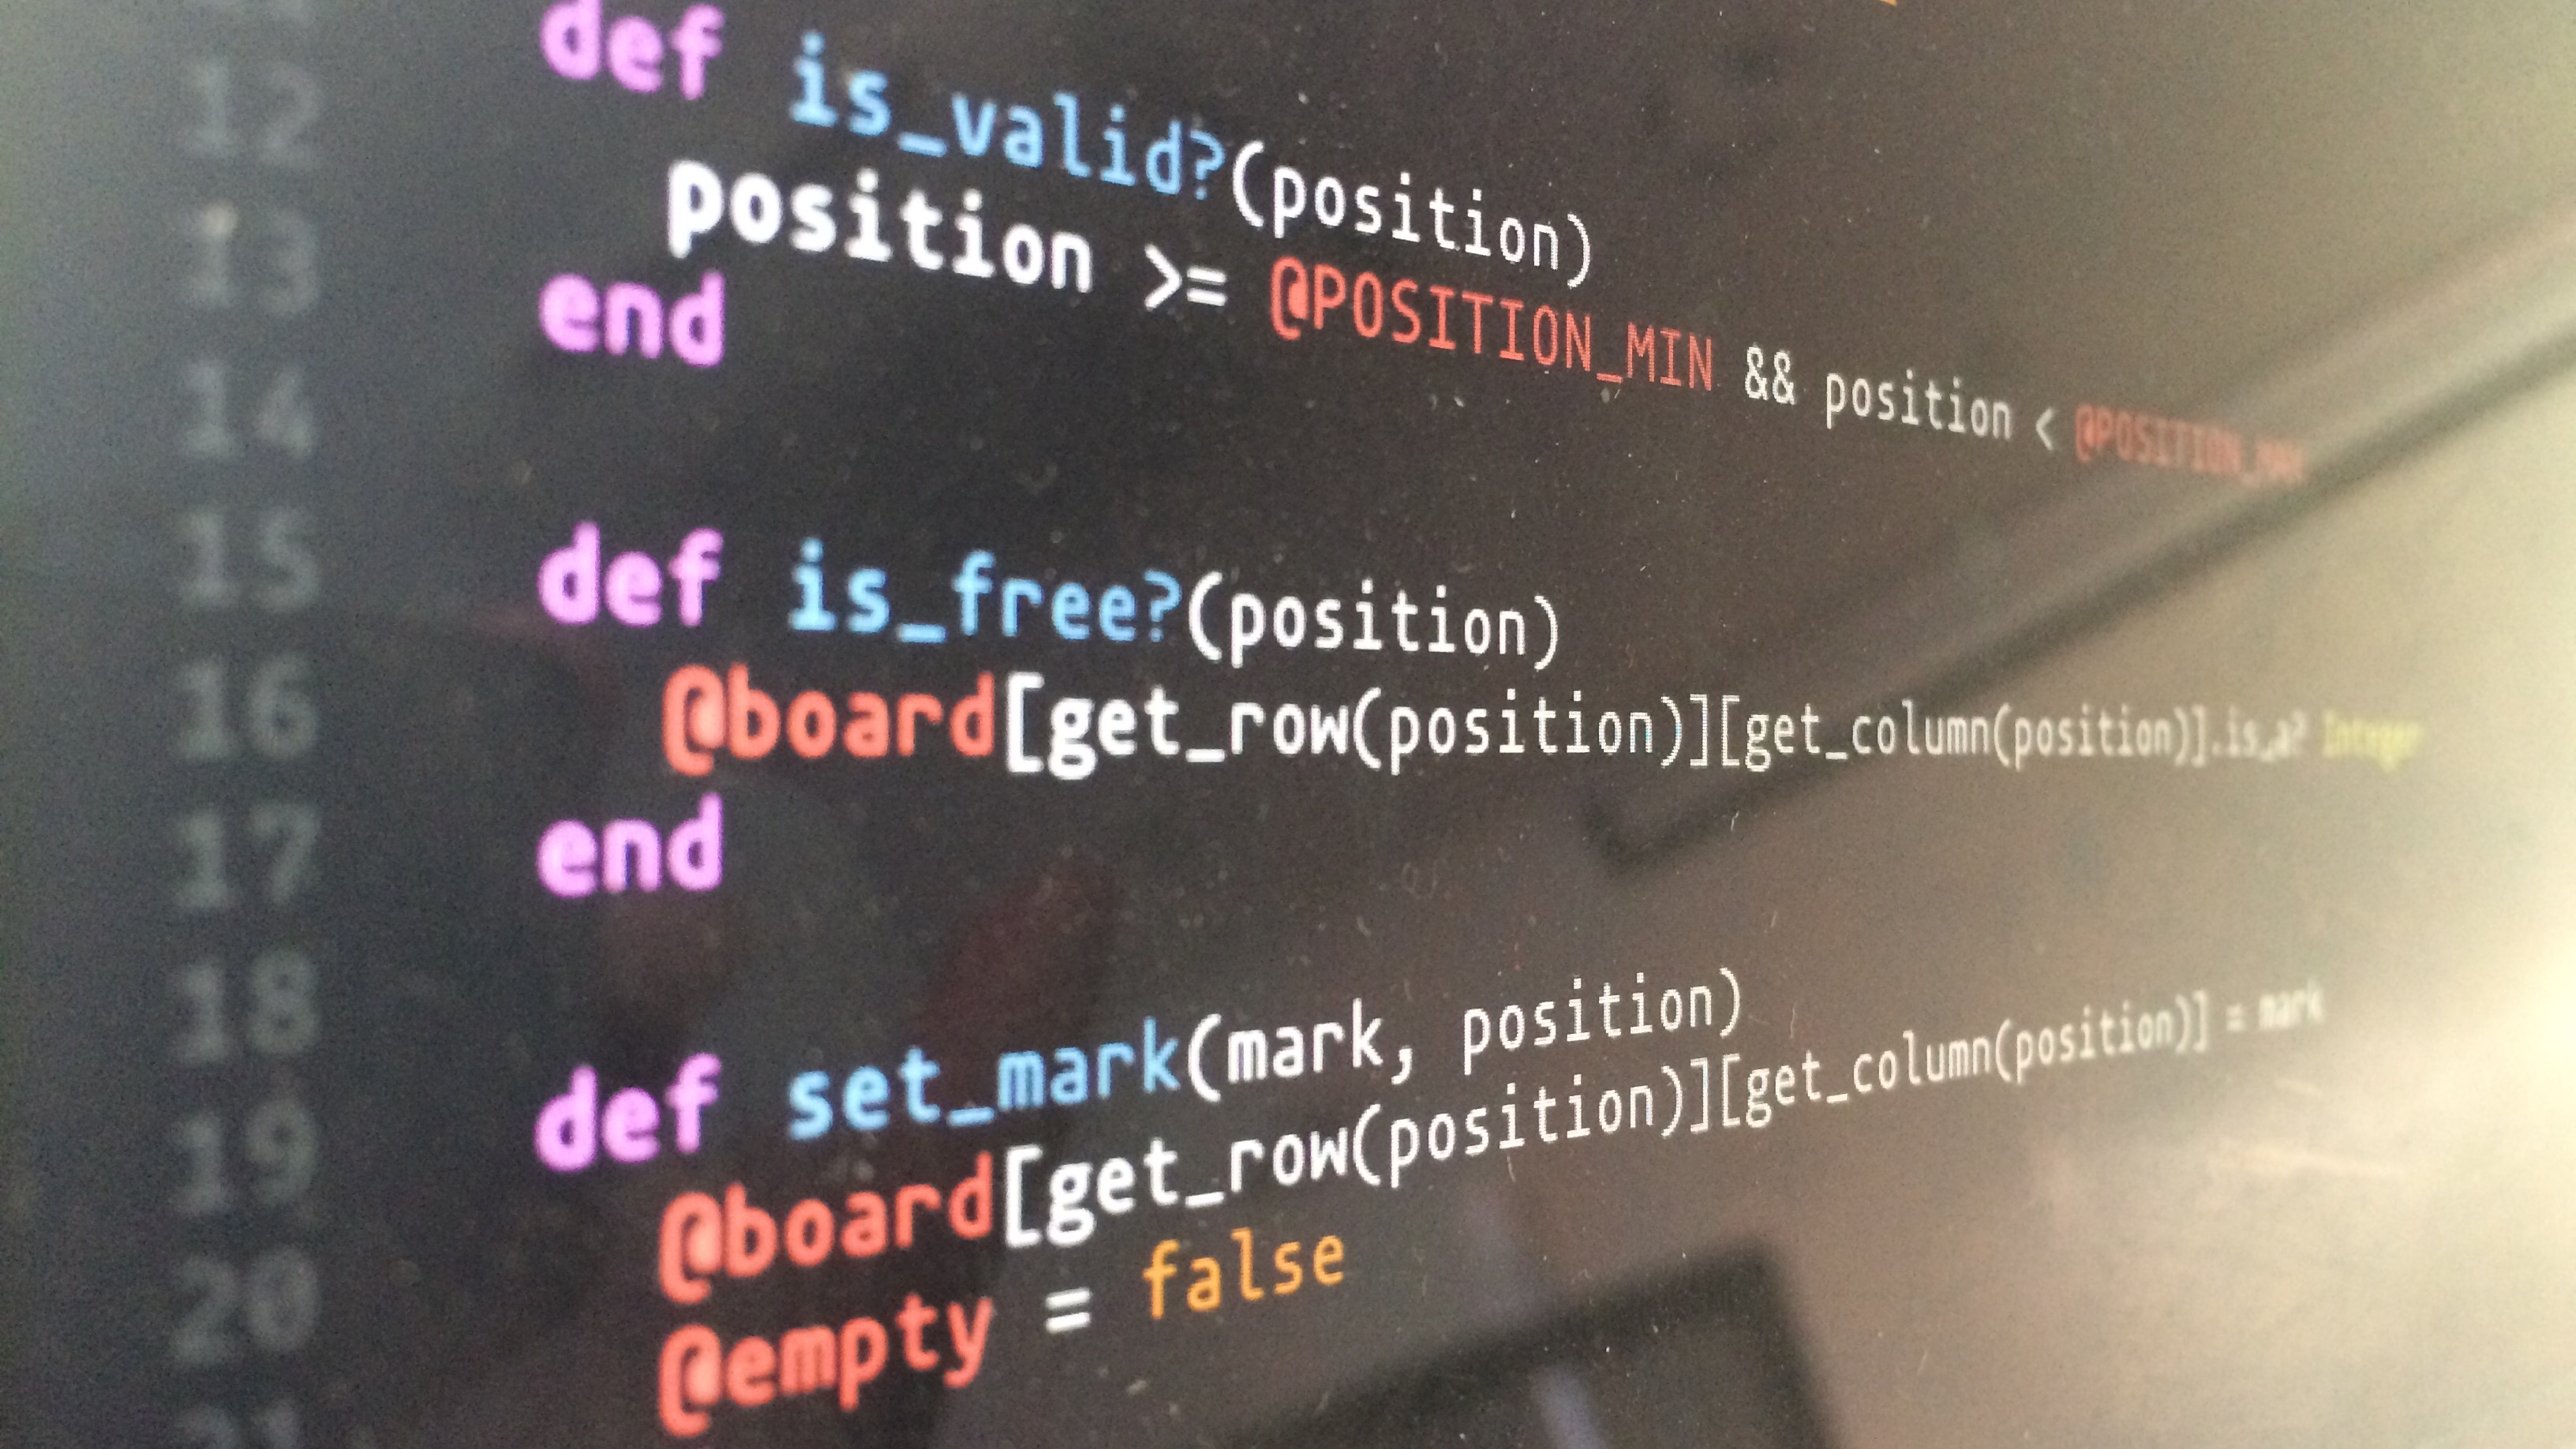 def is_valid?(position)
12 position >= @POSITION_MIN && position < @POSITION_MAX
13 end
14
15 def is_free?(position)
16 @board[get_row(position)][get_column(position)].is_a? Integer
17 end
18
19 def set_mark(mark, position)
20 @board[get_row(position)][get_column(position)] = mark
21 @empty = false